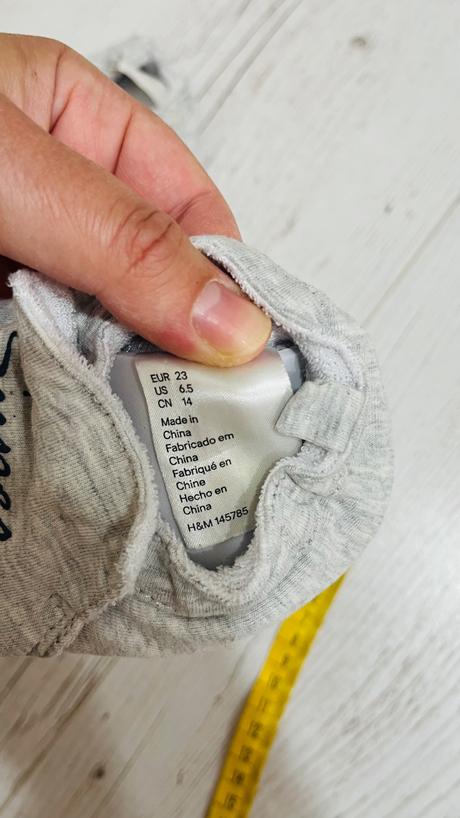 EUR 23
US 6.5
CN 14
Made in
China
Fabricado em
China
Fabriqué en
Chine
Hecho en
China
H&M 145785